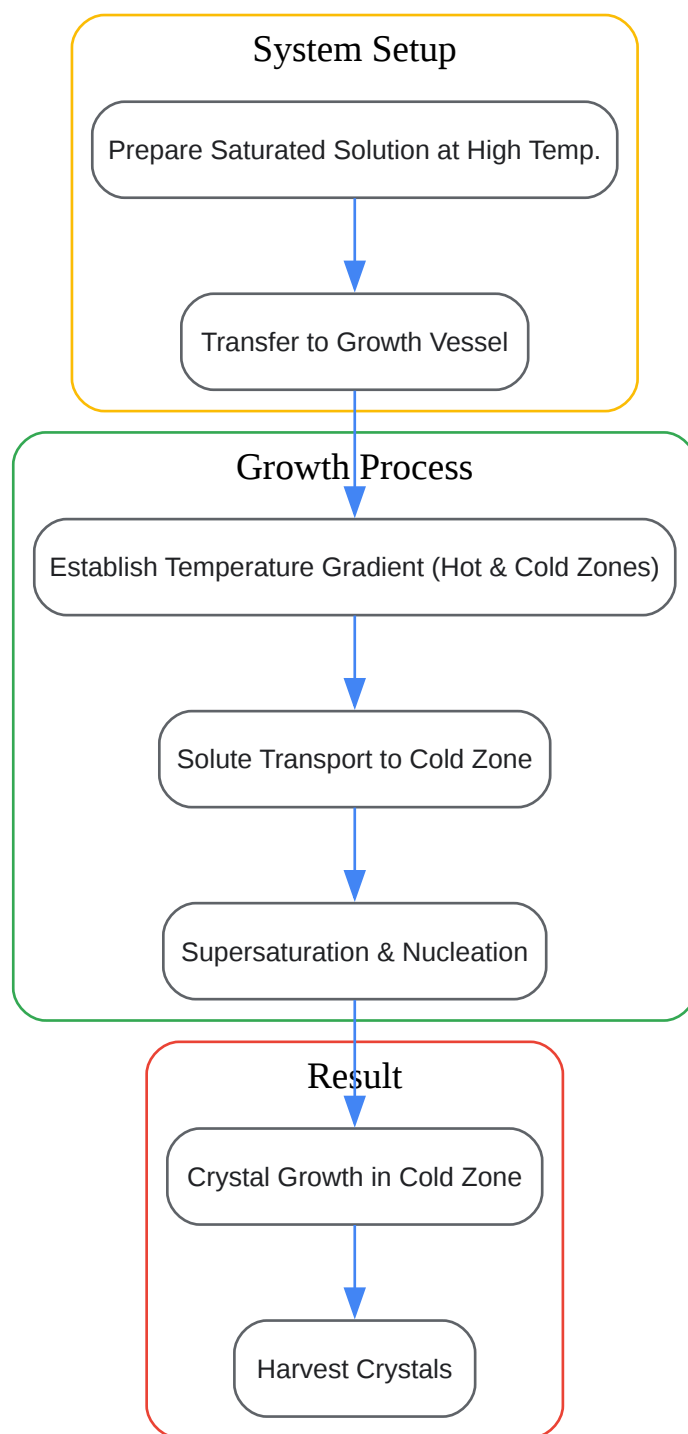 System Setup
Prepare Saturated Solution at High Temp.
Transfer to Growth Vessel
Growth Process
Establish Temperature Gradient (Hot & Cold Zones)
Solute Transport to Cold Zone
Supersaturation & Nucleation
Result
Crystal Growth in Cold Zone
Harvest Crystals